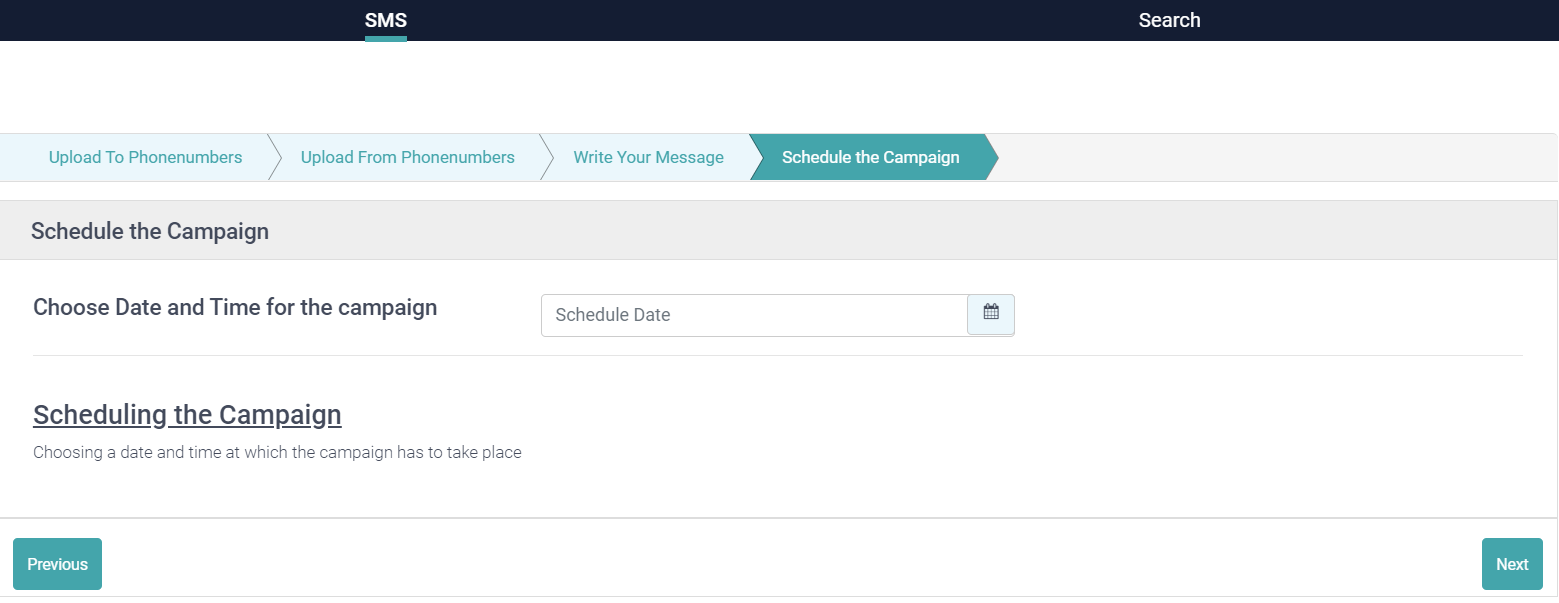 SMS
Search
Upload To Phonenumbers
Upload From Phonenumbers
Write Your Message
Schedule the Campaign
Schedule the Campaign
Choose Date and Time for the campaign
Schedule Date
Scheduling the Campaign
Choosing a date and time at which the campaign has to take place
Previous
Next